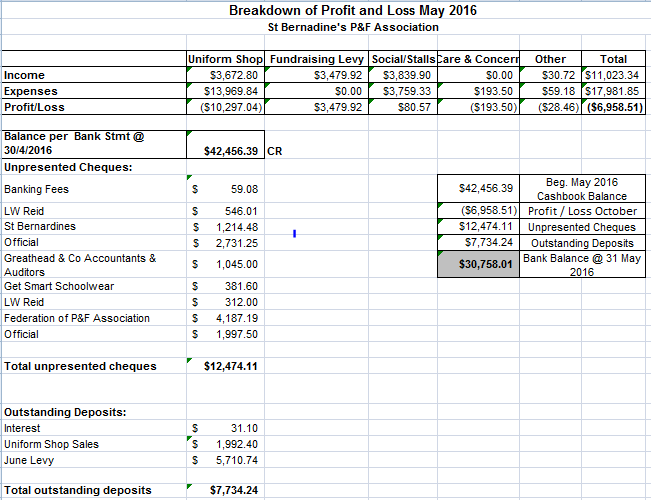 Breakdown of Profit and Loss May 2016
St Bernadine's P&F Association
Uniform Shop Fundraising Levy Social/Stalls Care & Concern Other Total
Income $3,672.80 $3,479.92 $3,839.90 $0.00 $30.72 $11,023.34
Expenses $13,969.84 $0.00 $3,759.33 $193.50 $59.18 $17,981.85
Profit/Loss ($10,297.04) $3,479.92 $80.57 ($193.50) ($28.46) ($6,958.51)
Balance per Bank Stmt @
30/4/2016 $42,456.39 CR
Unpresented Cheques:
Banking Fees $ 59.08
LW Reid $ 546.01
St Bernardines $ 1,214.48
Official $ 2,731.25
Greathead & Co Accountants &
Auditors $ 1,045.00
Get Smart Schoolwear $ 381.60
LW Reid $ 312.00
Federation of P&F Association $ 4,187.19
Official $ 1,997.50
Total unpresented cheques $12,474.11
Outstanding Deposits:
Interest $ 31.10
Uniform Shop Sales $ 1,992.40
June Levy $ 5,710.74
Total outstanding deposits $7,734.24
$42,456.39 Beg. May 2016
Cashbook Balance
($6,958.51) Profit / Loss October
$12,474.11 Unpresented Cheques
$7,734.24 Outstanding Deposits
$30,758.01 Bank Balance @ 31 May
2016